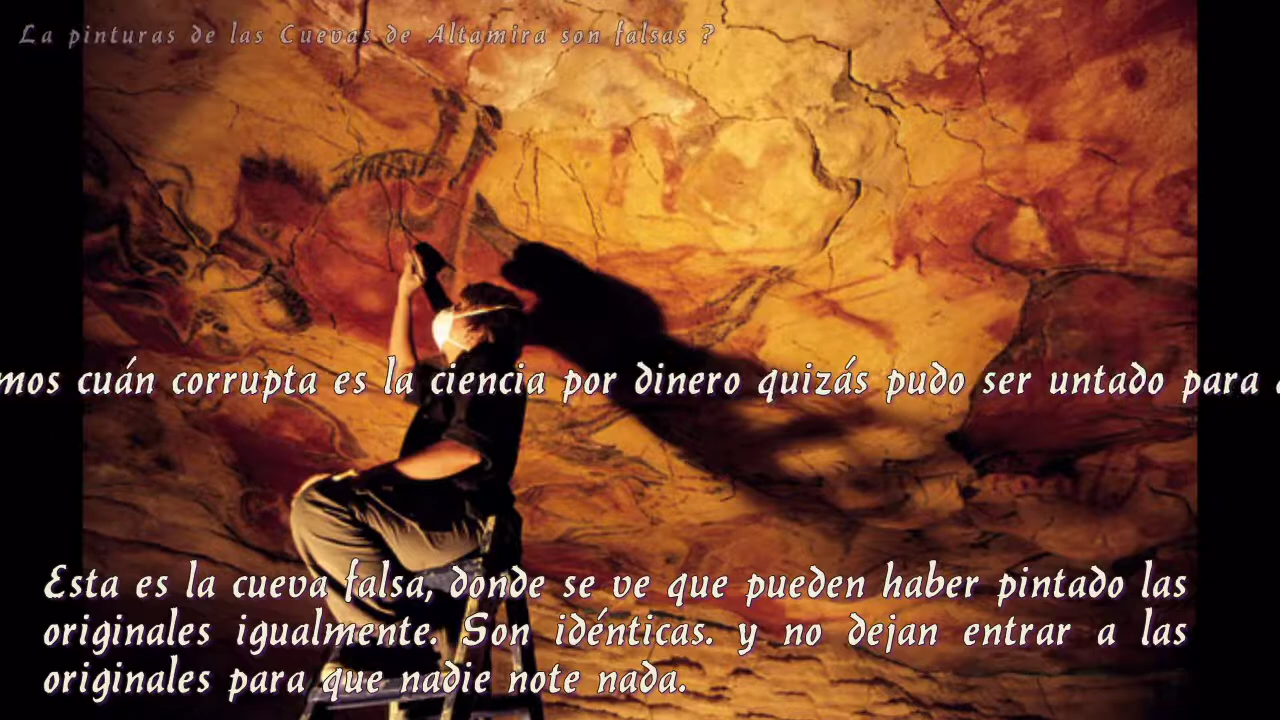 La pinturas de las Cuevas de Altamira son falsas ?
mos cuán corrupta es la ciencia por dinero quizás pudo ser untado para
Esta es la cueva falsa, donde se ve que pueden haber pintado las
originales igualmente. Son idénticas. y no dejan entrar a las
originales para que nadie note nada.